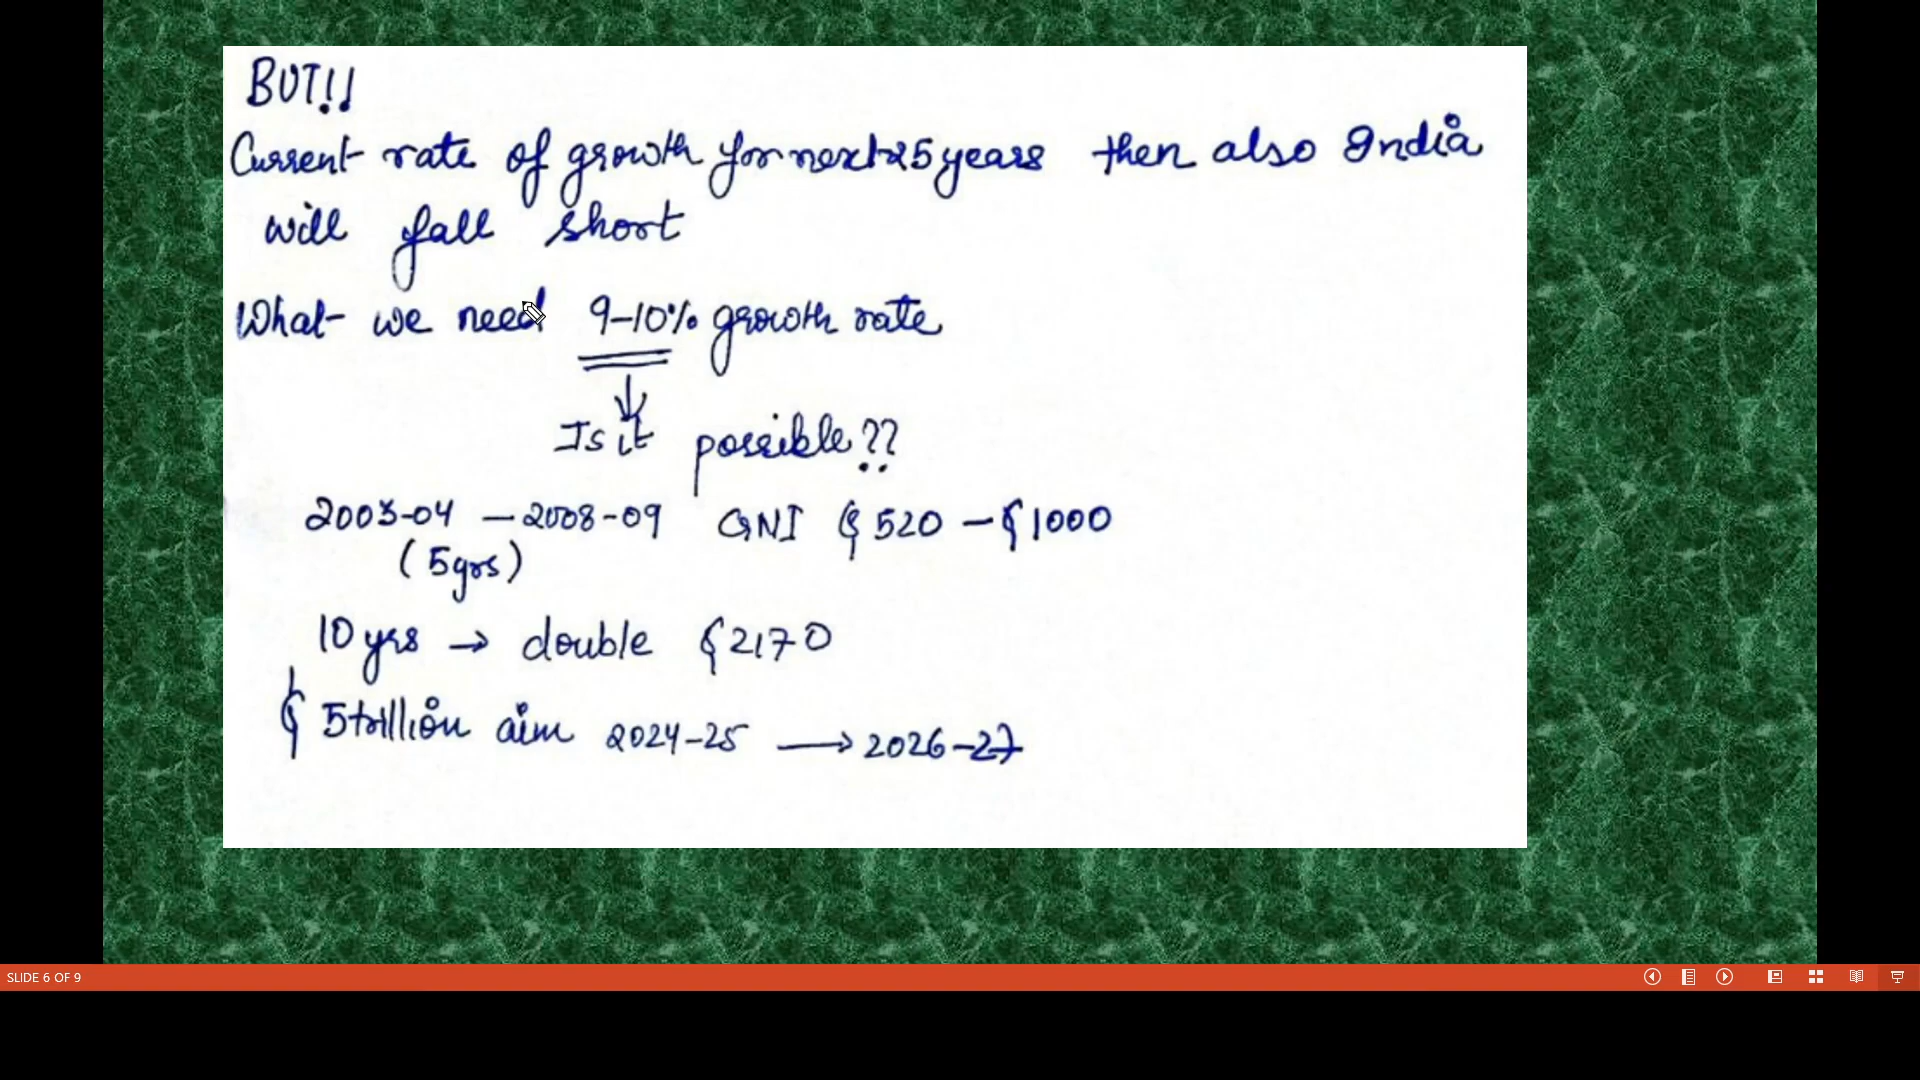 BUT!!
Current rate of growth for next 25 years then also India
will fall short
What we need 9-10% growth rate
Is it possible??
2003-04 - 2008-09 GNI $520 - $1000
(5yrs)
10 yrs → double $2170
$ 5trillion aim 2024-25 → 2026-27
SLIDE 6 OF 9